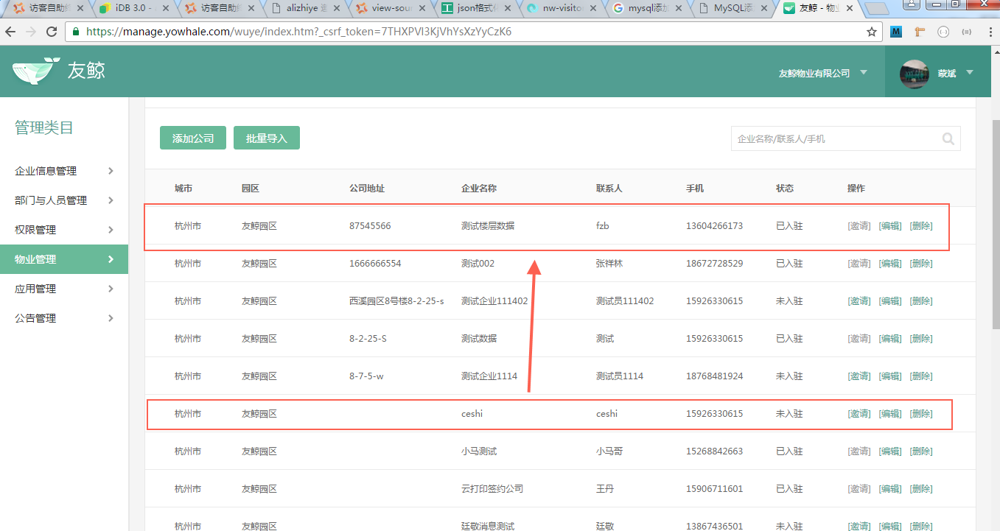 访客自助终 iDB 3.0 - 访客自助终 alizhiye 逍 view-sour json格式化 nw-visito mysql添加 MySQL添 友鲸 - 物业
https://manage.yowhale.com/wuye/index.htm?_csrf_token=7THXPVI3KjVhYsXzYyCzK6
友鲸 友鲸物业有限公司 蒙斌
管理类目
企业信息管理
部门与人员管理
权限管理
物业管理
应用管理
公告管理
添加公司 批量导入 企业名称/联系人/手机
城市 园区 公司地址 企业名称 联系人 手机 状态 操作
杭州市 友鲸园区 87545566 测试楼层数据 fzb 13604266173 已入驻 [邀请] [编辑] [删除]
杭州市 友鲸园区 1666666554 测试002 张祥林 18672728529 已入驻 [邀请] [编辑] [删除]
杭州市 友鲸园区 西溪园区8号楼8-2-25-s 测试企业111402 测试员111402 15926330615 未入驻 [邀请] [编辑] [删除]
杭州市 友鲸园区 8-2-25-S 测试数据 测试 15926330615 已入驻 [邀请] [编辑] [删除]
杭州市 友鲸园区 8-7-5-w 测试企业1114 测试员1114 18768481924 未入驻 [邀请] [编辑] [删除]
杭州市 友鲸园区 ceshi ceshi 15926330615 未入驻 [邀请] [编辑] [删除]
杭州市 友鲸园区 小马测试 小马哥 15268842663 已入驻 [邀请] [编辑] [删除]
杭州市 友鲸园区 云打印签约公司 王丹 15906711601 已入驻 [邀请] [编辑] [删除]
杭州市 友鲸园区 廷敬消息测试 廷敬 13867436501 未入驻 [邀请] [编辑] [删除]